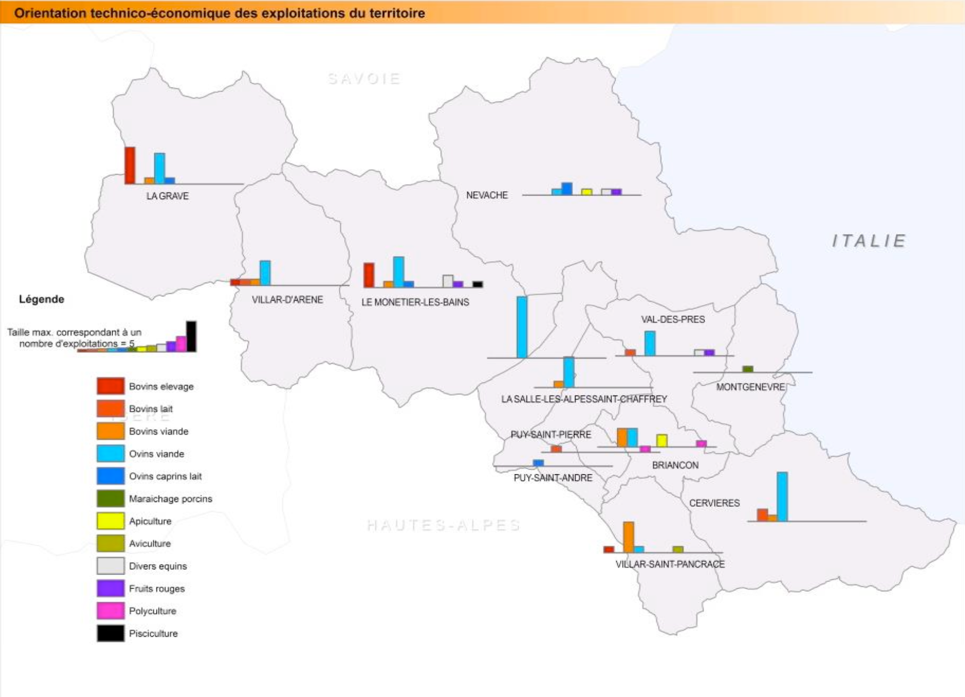 Orientation technico-économique des exploitations du territoire
SAVOIE
LA GRAVE
NEVACHE
ITALIE
VILLAR-D'ARENE
LE MONETIER-LES-BAINS
Légende
VAL-DES-PRES
Taille max. correspondant à un
nombre d'exploitations = 5
MONTGENEVRE
Bovins elevage
LA SALLE-LES-ALPES
SAINT-CHAFFREY
Bovins lait
Bovins viande
PUY-SAINT-PIERRE
Ovins viande
BRIANCON
Ovins caprins lait
PUY-SAINT-ANDRE
Maraichage porcins
CERVIERES
Apiculture
HAUTES-ALPES
Aviculture
Divers equins
VILLAR-SAINT-PANCRACE
Fruits rouges
Polyculture
Pisciculture